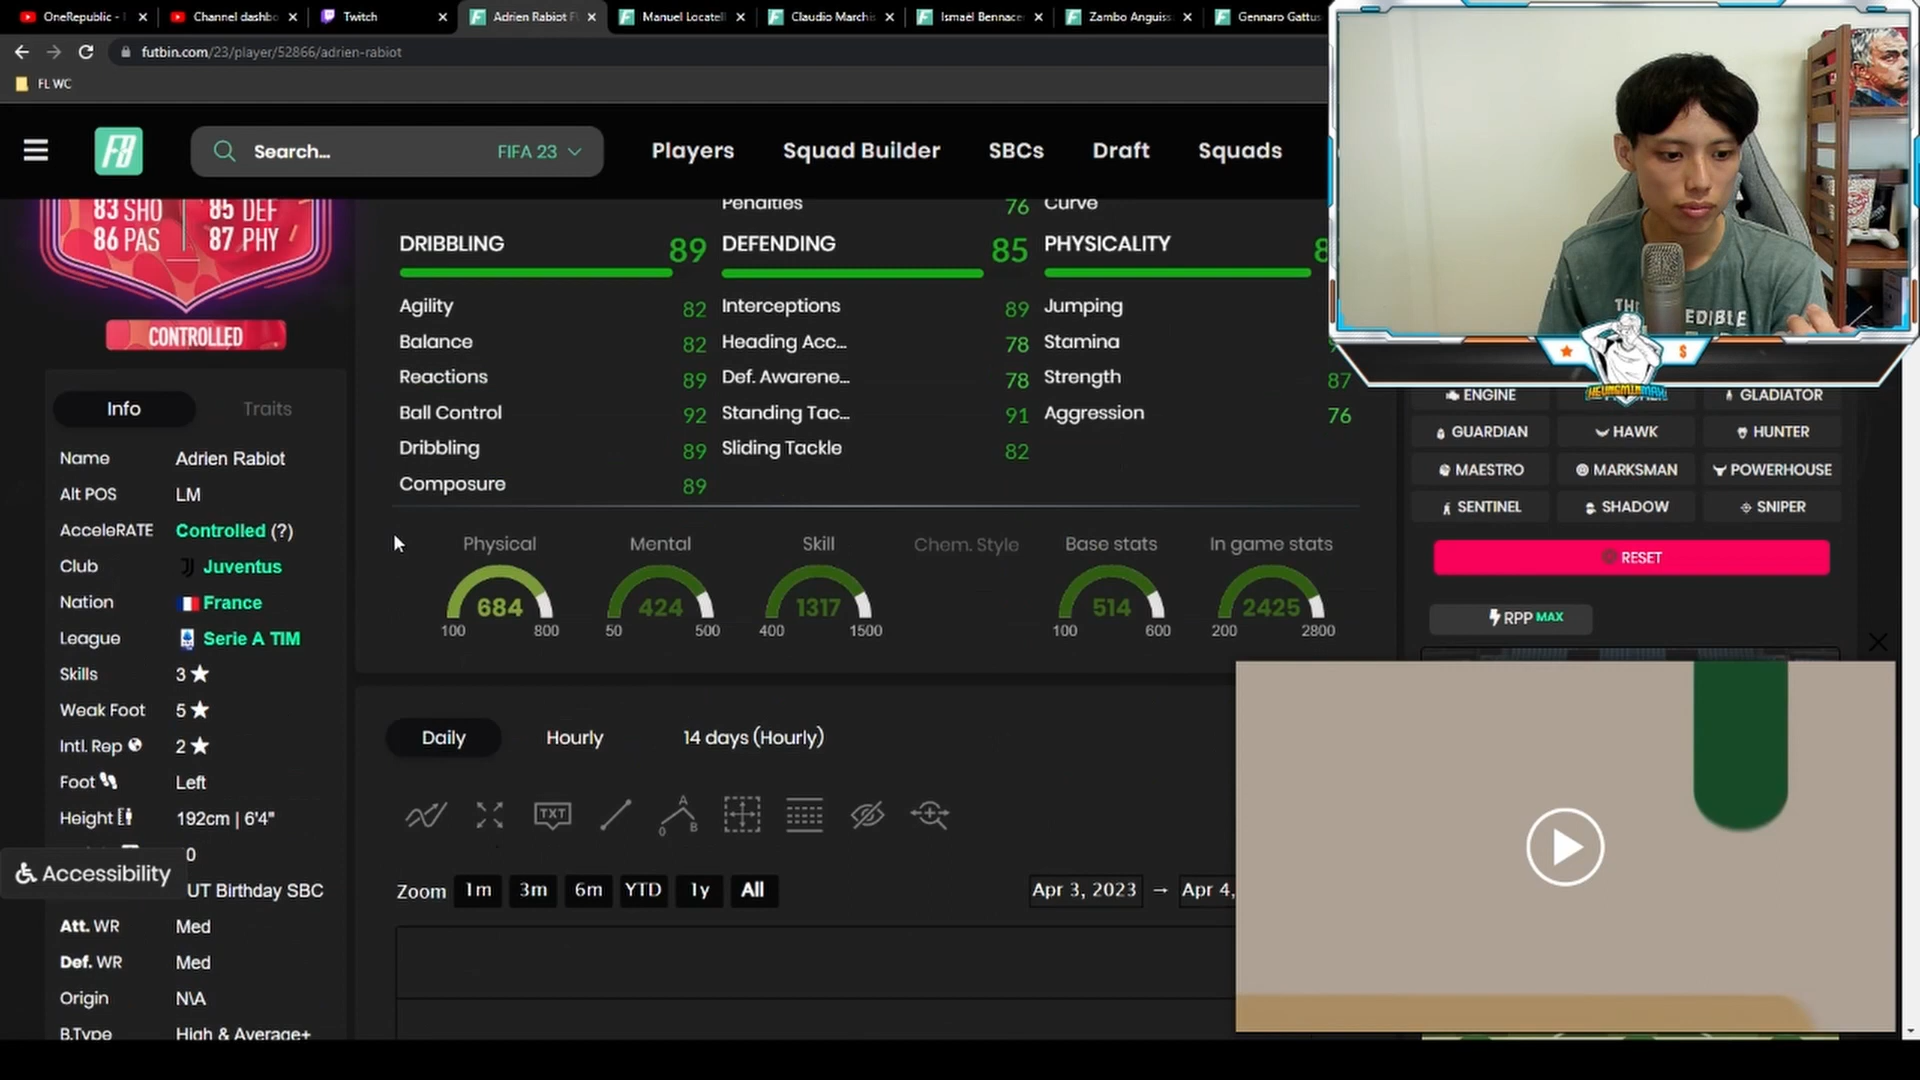 OneRepublic -
Channel dashbo
Twitch
Adrien Rabiot FU
Manuel Locatell
Claudio Marchis
Ismaël Bennace
Zambo Anguiss
Gennaro Gattus
futbin.com/23/player/52866/adrien-rabiot
FL WC
FB
Search...
FIFA 23
Players
Squad Builder
SBCs
Draft
Squads
83 SHO
85 DEF
86 PAS
87 PHY
CONTROLLED
Penalties 76
Curve
DRIBBLING 89
DEFENDING 85
PHYSICALITY 8
Agility 82
Interceptions 89
Jumping
Balance 82
Heading Acc... 78
Stamina
Reactions 89
Def. Awarene... 78
Strength 87
Ball Control 92
Standing Tac... 91
Aggression 76
Dribbling 89
Sliding Tackle 82
Composure 89
Info
Traits
Name Adrien Rabiot
Alt POS LM
AcceleRATE Controlled (?)
Club Juventus
Nation France
League Serie A TIM
Skills 3
Weak Foot 5
Intl. Rep 2
Foot Left
Height 192cm | 6'4"
0
Accessibility
UT Birthday SBC
Att. WR Med
Def. WR Med
Origin N\A
B.Type High & Average+
Physical
Mental
Skill
Chem. Style
Base stats
In game stats
684
424
1317
514
2425
100 800
50 500
400 1500
100 600
200 2800
Daily
Hourly
14 days (Hourly)
TXT
A
0 B
Zoom 1m 3m 6m YTD 1y All
Apr 3, 2023 → Apr 4,
THE
EDIBLE
$
HEUNGMINMAX
ENGINE
GLADIATOR
GUARDIAN
HAWK
HUNTER
MAESTRO
MARKSMAN
POWERHOUSE
SENTINEL
SHADOW
SNIPER
RESET
RPP MAX